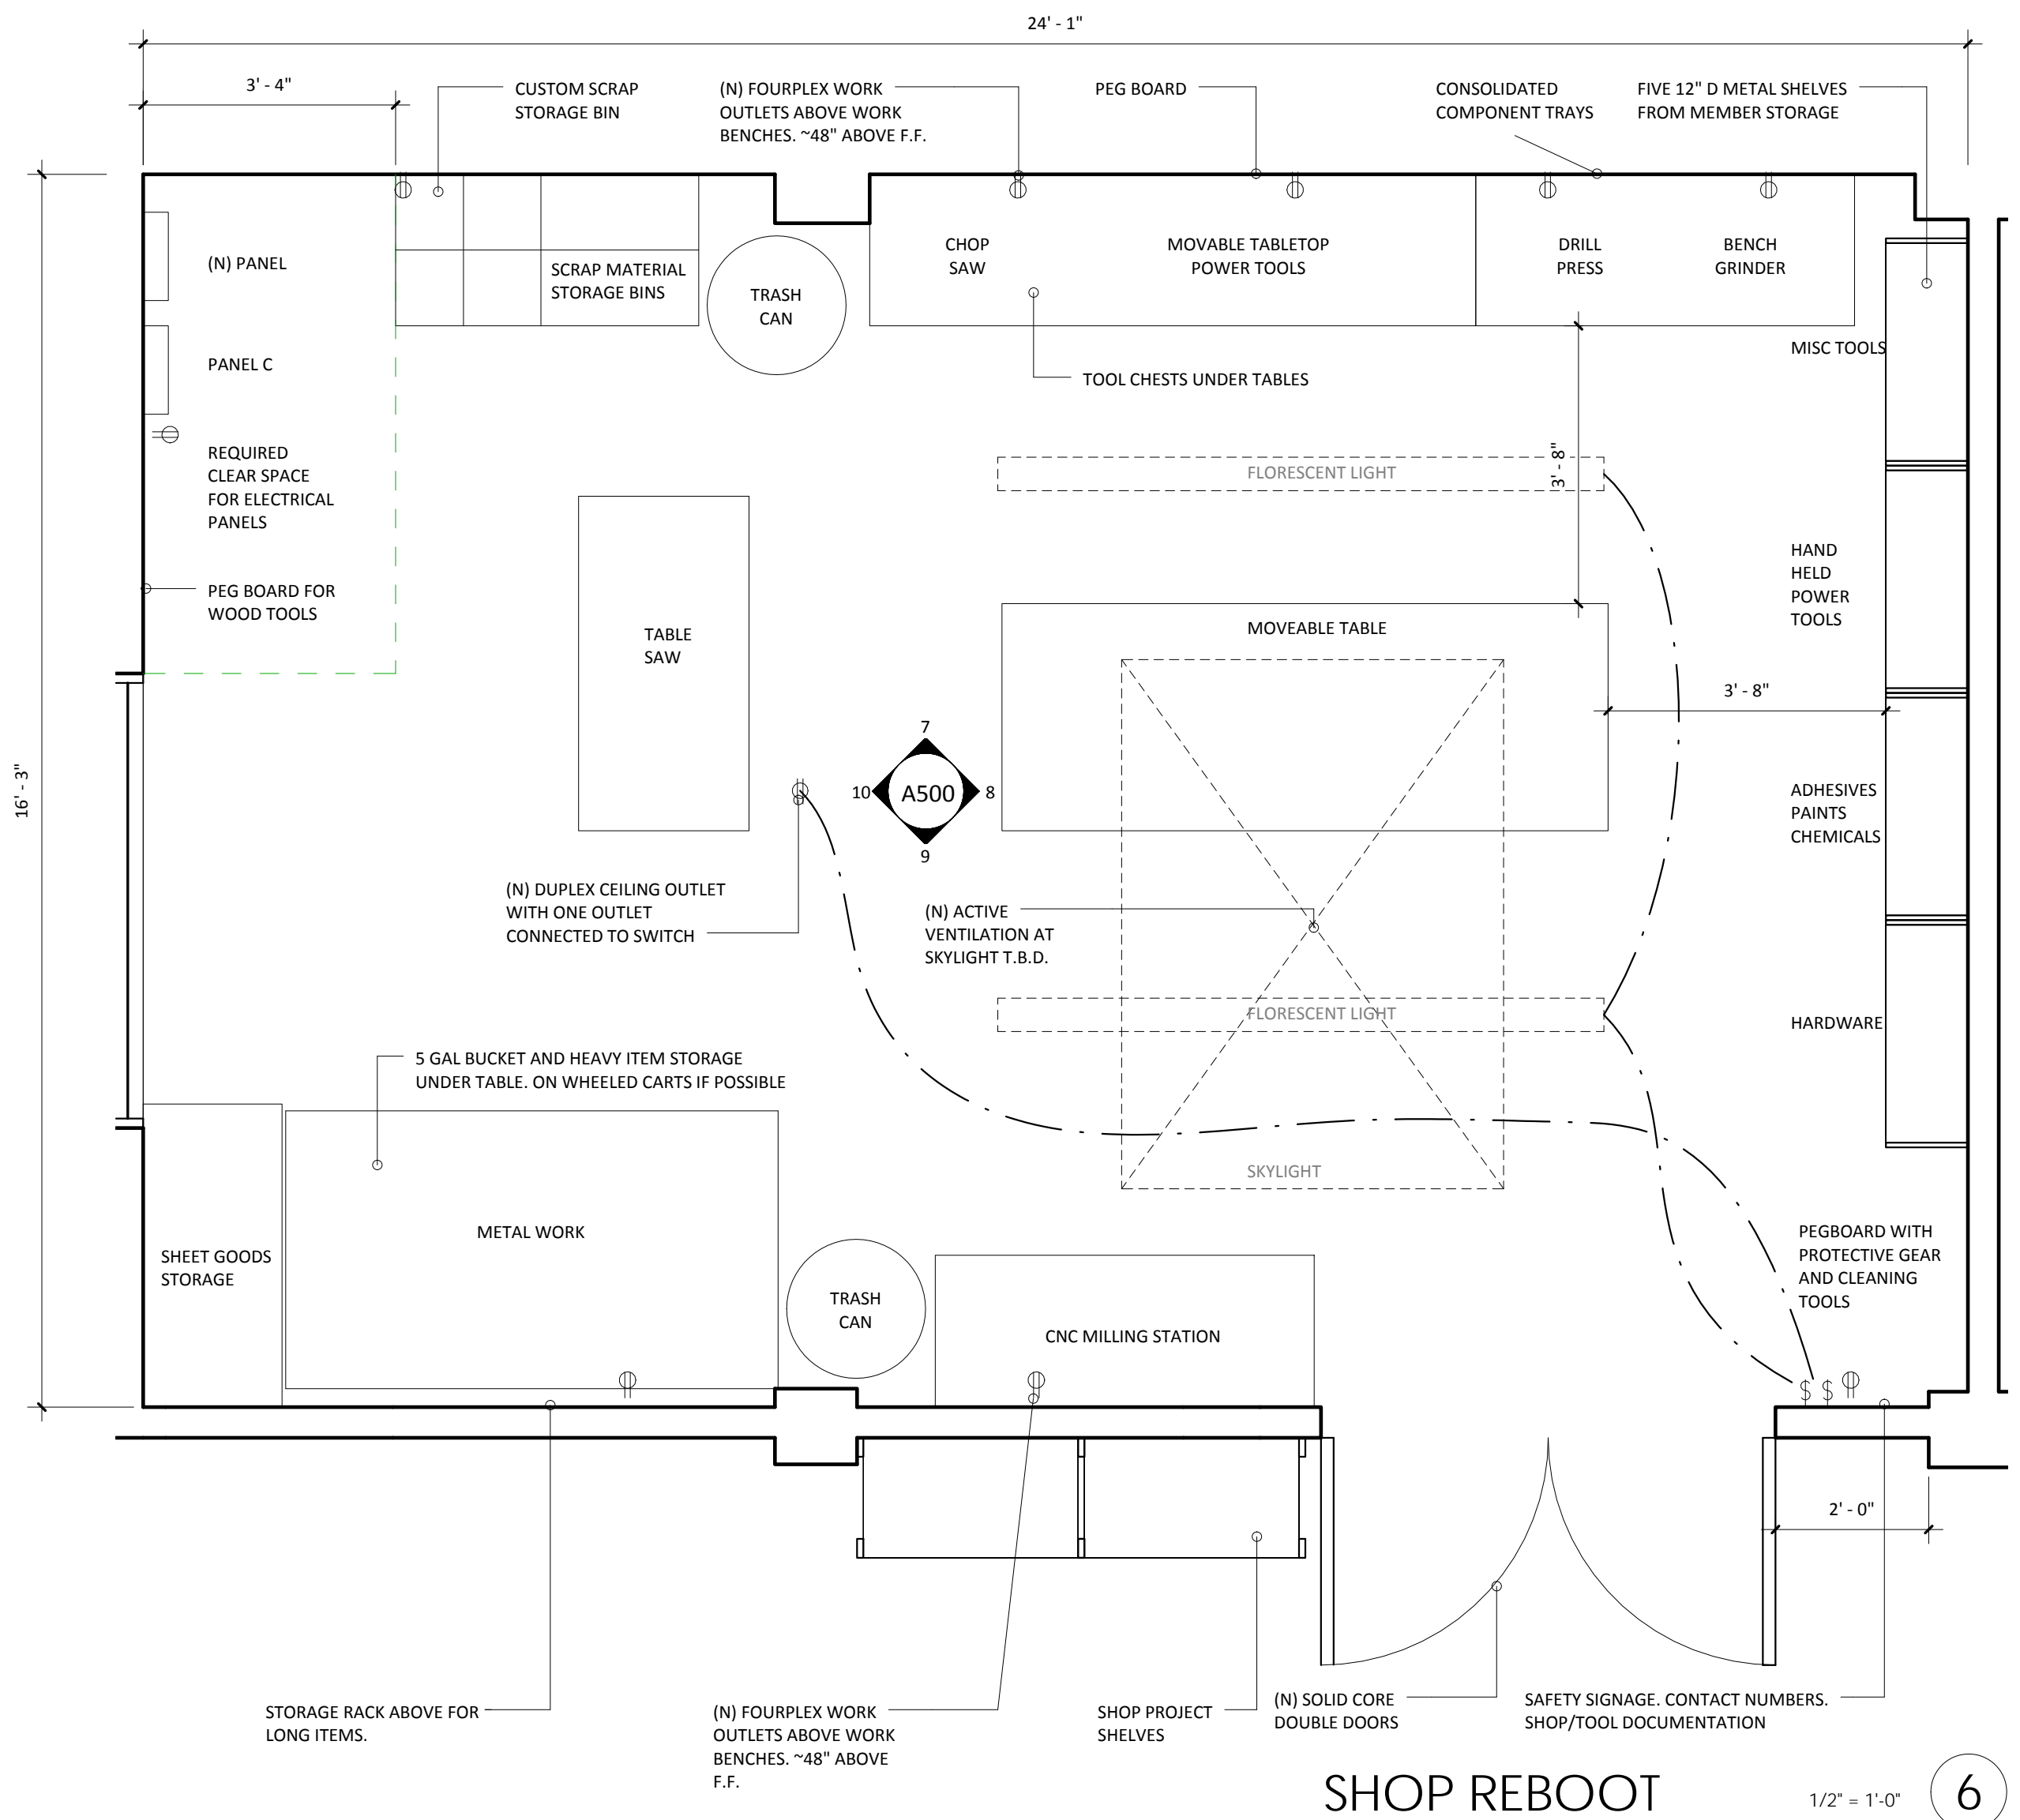 24' - 1"
3' - 4"
CUSTOM SCRAP
STORAGE BIN
(N) FOURPLEX WORK
OUTLETS ABOVE WORK
BENCHES. ~48" ABOVE F.F.
PEG BOARD
CONSOLIDATED
COMPONENT TRAYS
FIVE 12" D METAL SHELVES
FROM MEMBER STORAGE
(N) PANEL
SCRAP MATERIAL
STORAGE BINS
TRASH
CAN
CHOP
SAW
MOVABLE TABLETOP
POWER TOOLS
DRILL
PRESS
BENCH
GRINDER
PANEL C
TOOL CHESTS UNDER TABLES
MISC TOOLS
REQUIRED
CLEAR SPACE
FOR ELECTRICAL
PANELS
FLORESCENT LIGHT
3' - 8"
HAND
HELD
POWER
TOOLS
PEG BOARD FOR
WOOD TOOLS
TABLE
SAW
MOVEABLE TABLE
3' - 8"
16' - 3"
7
10
A500
8
9
ADHESIVES
PAINTS
CHEMICALS
(N) DUPLEX CEILING OUTLET
WITH ONE OUTLET
CONNECTED TO SWITCH
(N) ACTIVE
VENTILATION AT
SKYLIGHT T.B.D.
FLORESCENT LIGHT
HARDWARE
5 GAL BUCKET AND HEAVY ITEM STORAGE
UNDER TABLE. ON WHEELED CARTS IF POSSIBLE
SKYLIGHT
METAL WORK
SHEET GOODS
STORAGE
TRASH
CAN
CNC MILLING STATION
PEGBOARD WITH
PROTECTIVE GEAR
AND CLEANING
TOOLS
$ $
2' - 0"
STORAGE RACK ABOVE FOR
LONG ITEMS.
(N) FOURPLEX WORK
OUTLETS ABOVE WORK
BENCHES. ~48" ABOVE
F.F.
SHOP PROJECT
SHELVES
(N) SOLID CORE
DOUBLE DOORS
SAFETY SIGNAGE. CONTACT NUMBERS.
SHOP/TOOL DOCUMENTATION
SHOP REBOOT
1/2" = 1'-0"
6